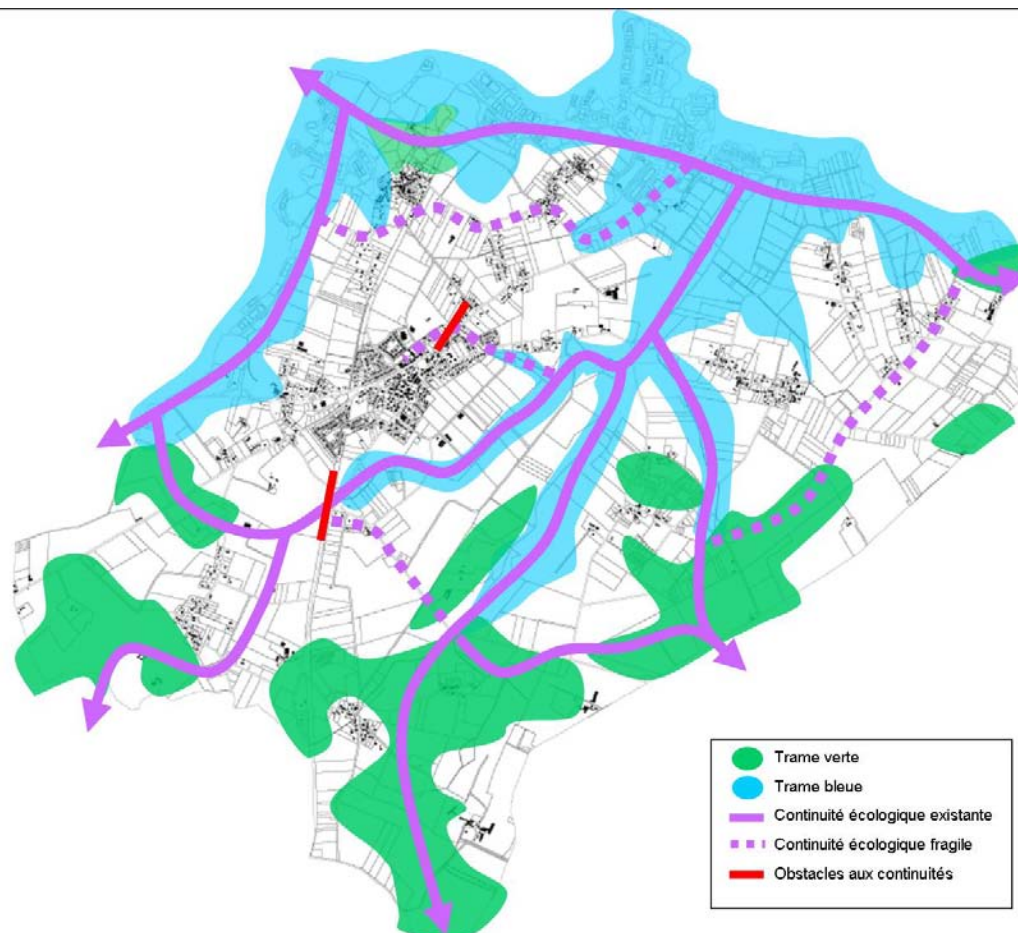 Trame verte
Trame bleue
Continuité écologique existante
Continuité écologique fragile
Obstacles aux continuités